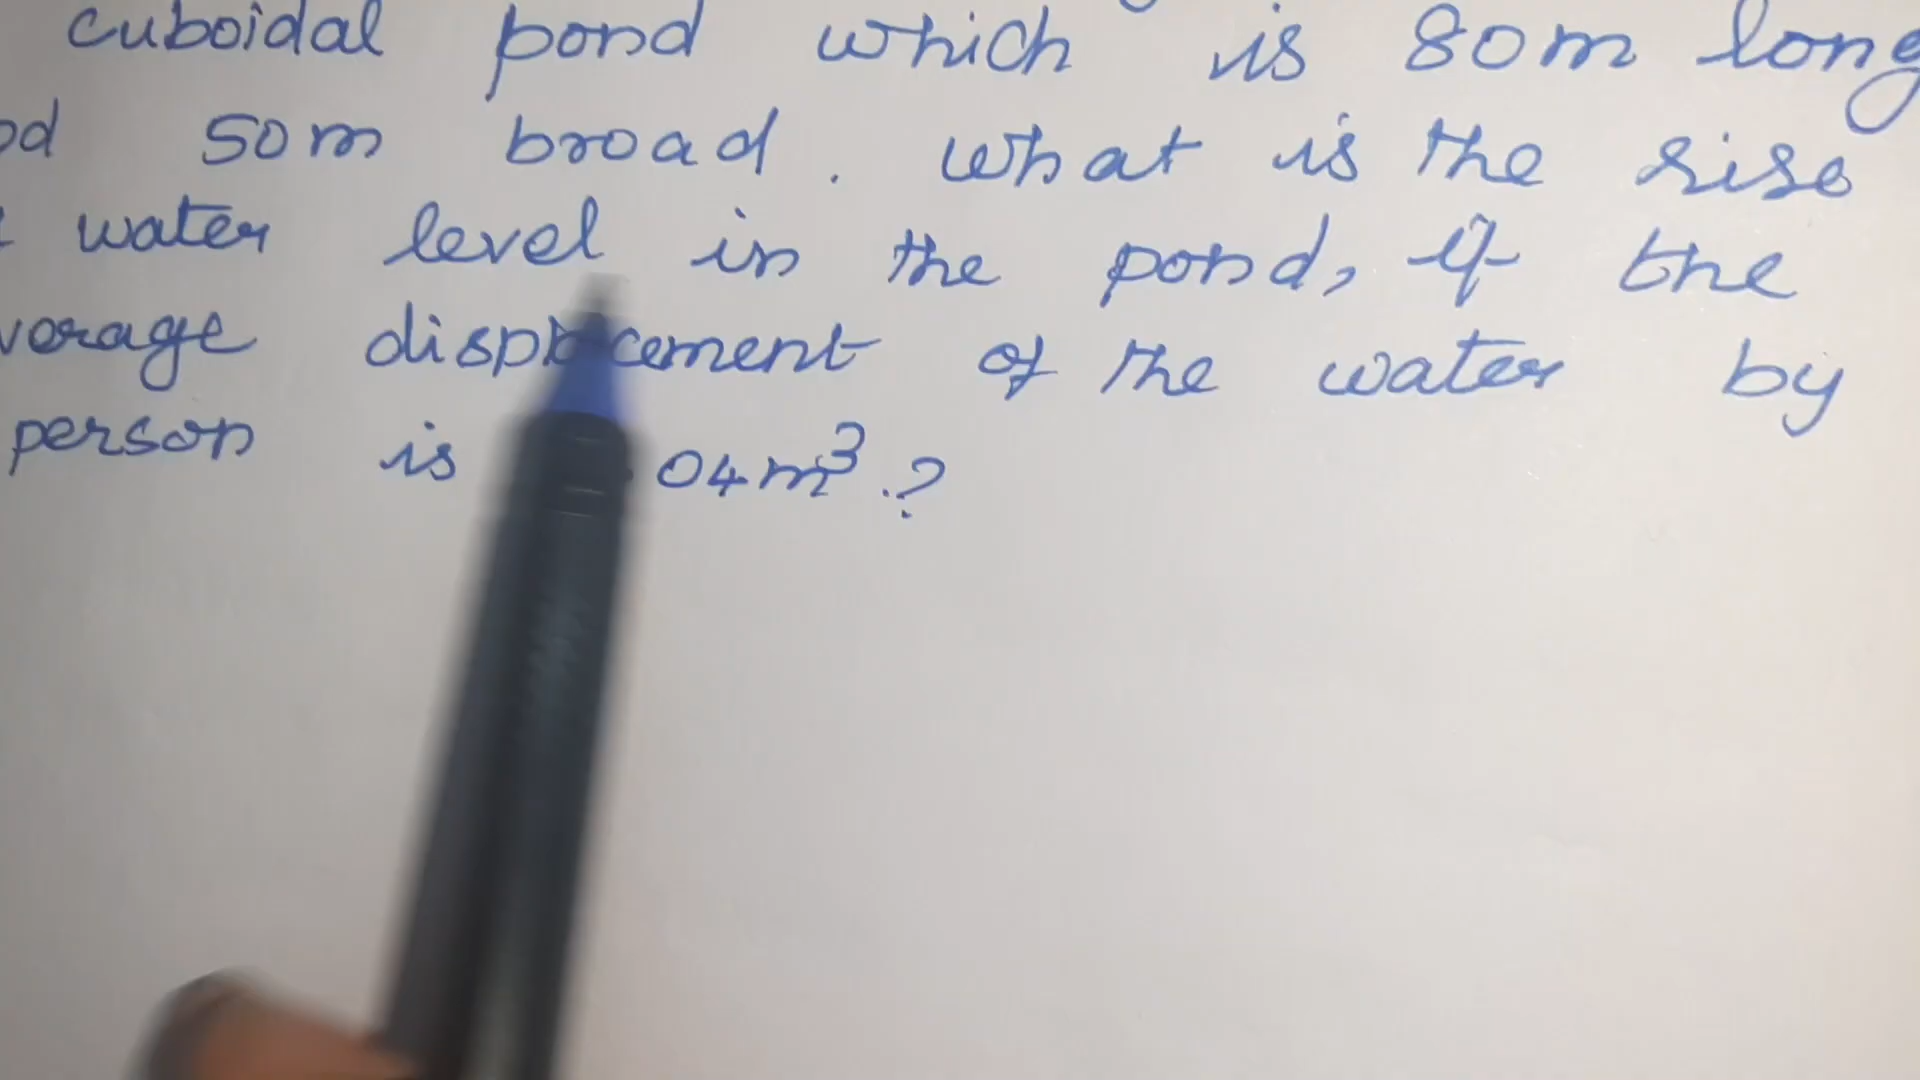 cuboidal pond which is 80m long
50m broad. what is the rise
water level in the pond, if the
displacement of the water by
person is 04m³.?